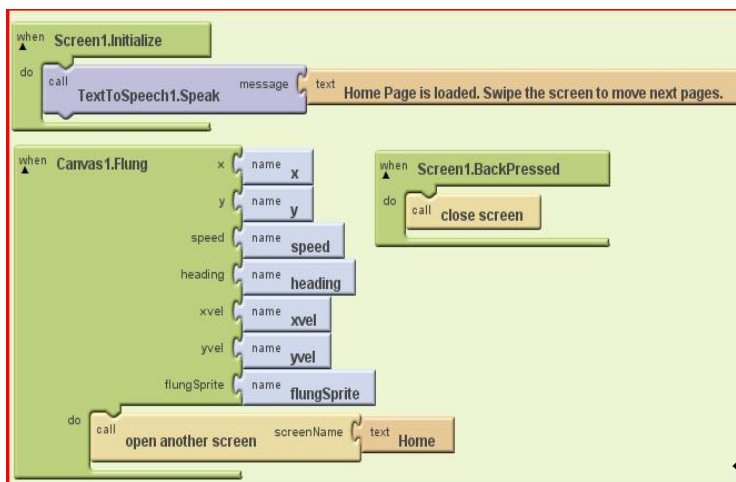 when Screen1.Initialize
do call TextToSpeech1.Speak message text Home Page is loaded. Swipe the screen to move next pages.
when Canvas1.Flung x name x
y name y
speed name speed
heading name heading
xvel name xvel
yvel name yvel
flungSprite name flungSprite
do call open another screen screenName text Home
when Screen1.BackPressed
do call close screen